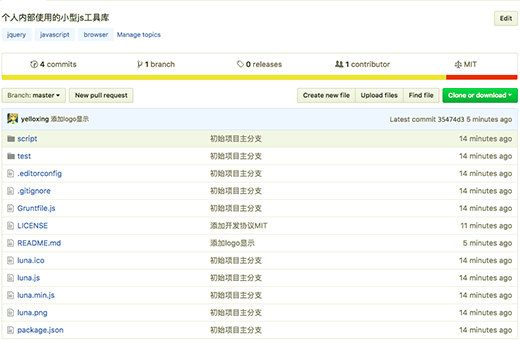 个人内部使用的小型js工具库
Edit
jquery javascript browser Manage topics
4 commits 1 branch 0 releases 1 contributor MIT
Branch: master New pull request Create new file Upload files Find file Clone or download
yelloxing 添加logo显示 Latest commit 35474d3 5 minutes ago
script 初始项目主分支 14 minutes ago
test 初始项目主分支 14 minutes ago
.editorconfig 初始项目主分支 14 minutes ago
.gitignore 初始项目主分支 14 minutes ago
Gruntfile.js 初始项目主分支 14 minutes ago
LICENSE 添加开发协议MIT 11 minutes ago
README.md 添加logo显示 5 minutes ago
luna.ico 初始项目主分支 14 minutes ago
luna.js 初始项目主分支 14 minutes ago
luna.min.js 初始项目主分支 14 minutes ago
luna.png 初始项目主分支 14 minutes ago
package.json 初始项目主分支 14 minutes ago